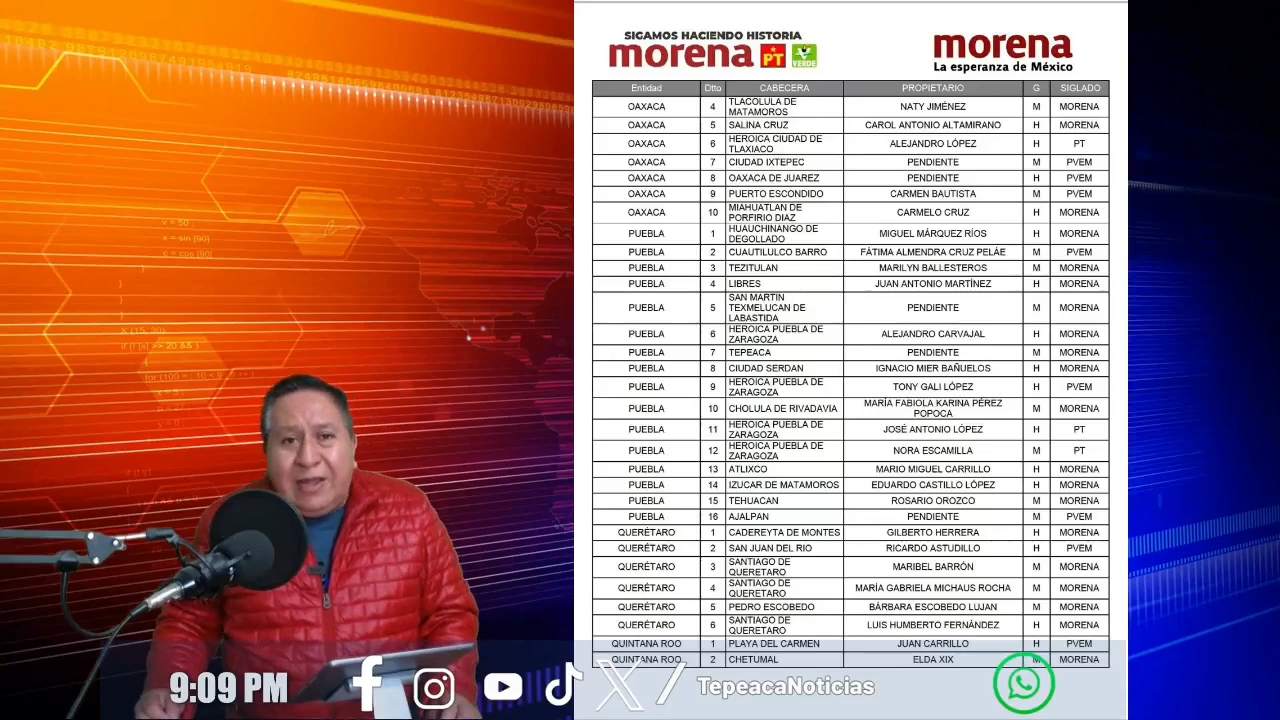 SIGAMOS HACIENDO HISTORIA
morena PT VERDE
morena
La esperanza de México
Entidad Dtto CABECERA PROPIETARIO G SIGLADO
OAXACA 4 TLACOLULA DE MATAMOROS NATY JIMÉNEZ M MORENA
OAXACA 5 SALINA CRUZ CAROL ANTONIO ALTAMIRANO H MORENA
OAXACA 6 HEROICA CIUDAD DE TLAXIACO ALEJANDRO LÓPEZ H PT
OAXACA 7 CIUDAD IXTEPEC PENDIENTE M PVEM
OAXACA 8 OAXACA DE JUAREZ PENDIENTE H PVEM
OAXACA 9 PUERTO ESCONDIDO CARMEN BAUTISTA M PVEM
OAXACA 10 MIAHUATLAN DE PORFIRIO DIAZ CARMELO CRUZ H MORENA
PUEBLA 1 HUAUCHINANGO DE DEGOLLADO MIGUEL MÁRQUEZ RÍOS H MORENA
PUEBLA 2 CUAUTILULCO BARRO FÁTIMA ALMENDRA CRUZ PELÁE M PVEM
PUEBLA 3 TEZITULAN MARILYN BALLESTEROS M MORENA
PUEBLA 4 LIBRES JUAN ANTONIO MARTÍNEZ H MORENA
PUEBLA 5 SAN MARTIN TEXMELUCAN DE LABASTIDA PENDIENTE M MORENA
PUEBLA 6 HEROICA PUEBLA DE ZARAGOZA ALEJANDRO CARVAJAL H MORENA
PUEBLA 7 TEPEACA PENDIENTE M MORENA
PUEBLA 8 CIUDAD SERDAN IGNACIO MIER BAÑUELOS H MORENA
PUEBLA 9 HEROICA PUEBLA DE ZARAGOZA TONY GALI LÓPEZ H PVEM
PUEBLA 10 CHOLULA DE RIVADAVIA MARÍA FABIOLA KARINA PÉREZ POPOCA M MORENA
PUEBLA 11 HEROICA PUEBLA DE ZARAGOZA JOSÉ ANTONIO LÓPEZ H PT
PUEBLA 12 HEROICA PUEBLA DE ZARAGOZA NORA ESCAMILLA M PT
PUEBLA 13 ATLIXCO MARIO MIGUEL CARRILLO H MORENA
PUEBLA 14 IZUCAR DE MATAMOROS EDUARDO CASTILLO LÓPEZ H MORENA
PUEBLA 15 TEHUACAN ROSARIO OROZCO M MORENA
PUEBLA 16 AJALPAN PENDIENTE M PVEM
QUERÉTARO 1 CADEREYTA DE MONTES GILBERTO HERRERA H MORENA
QUERÉTARO 2 SAN JUAN DEL RIO RICARDO ASTUDILLO H PVEM
QUERÉTARO 3 SANTIAGO DE QUERETARO MARIBEL BARRÓN M MORENA
QUERÉTARO 4 SANTIAGO DE QUERETARO MARÍA GABRIELA MICHAUS ROCHA M MORENA
QUERÉTARO 5 PEDRO ESCOBEDO BÁRBARA ESCOBEDO LUJAN M MORENA
QUERÉTARO 6 SANTIAGO DE QUERETARO LUIS HUMBERTO FERNÁNDEZ H MORENA
QUINTANA ROO 1 PLAYA DEL CARMEN JUAN CARRILLO H PVEM
QUINTANA ROO 2 CHETUMAL ELDA XIX M MORENA
9:09 PM / TepeacaNoticias